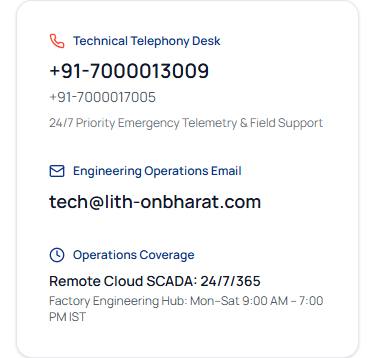 Technical Telephony Desk
+91-7000013009
+91-7000017005
24/7 Priority Emergency Telemetry & Field Support
Engineering Operations Email
tech@lith-onbharat.com
Operations Coverage
Remote Cloud SCADA: 24/7/365
Factory Engineering Hub: Mon–Sat 9:00 AM – 7:00
PM IST